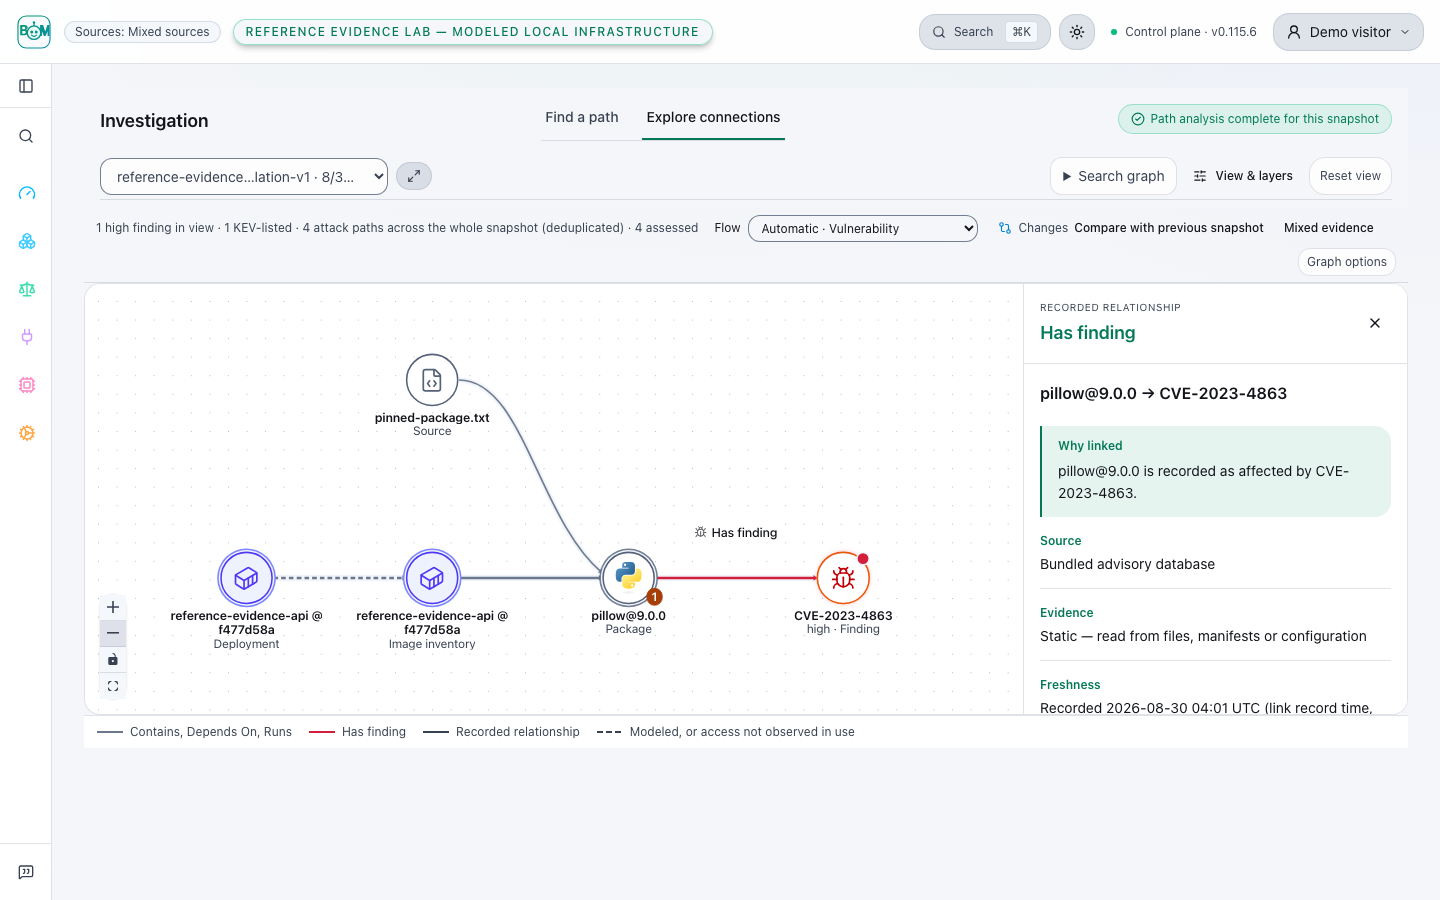 BOM
Sources: Mixed sources
REFERENCE EVIDENCE LAB — MODELED LOCAL INFRASTRUCTURE
Search ⌘K
Control plane · v0.115.6
Demo visitor
Investigation
Find a path
Explore connections
Path analysis complete for this snapshot
reference-evidence...lation-v1 · 8/3...
Search graph
View & layers
Reset view
1 high finding in view · 1 KEV-listed · 4 attack paths across the whole snapshot (deduplicated) · 4 assessed
Flow
Automatic · Vulnerability
Changes Compare with previous snapshot
Mixed evidence
Graph options
pinned-package.txt
Source
Has finding
1
reference-evidence-api @
f477d58a
Deployment
reference-evidence-api @
f477d58a
Image inventory
pillow@9.0.0
Package
CVE-2023-4863
high · Finding
RECORDED RELATIONSHIP
Has finding
pillow@9.0.0 → CVE-2023-4863
Why linked
pillow@9.0.0 is recorded as affected by CVE-
2023-4863.
Source
Bundled advisory database
Evidence
Static — read from files, manifests or configuration
Freshness
Recorded 2026-08-30 04:01 UTC (link record time,
Contains, Depends On, Runs
Has finding
Recorded relationship
Modeled, or access not observed in use